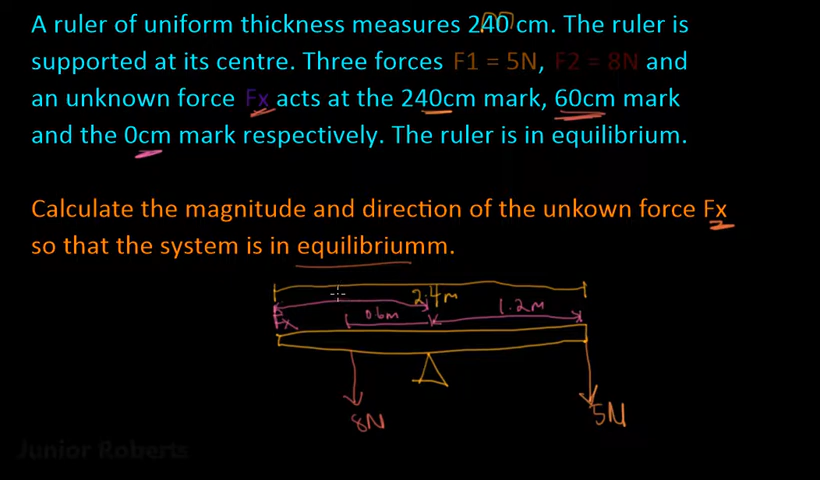 A ruler of uniform thickness measures 240 cm. The ruler is
supported at its centre. Three forces F1 = 5N, F2 = 8N and
an unknown force Fx acts at the 240cm mark, 60cm mark
and the 0cm mark respectively. The ruler is in equilibrium.
Calculate the magnitude and direction of the unkown force Fx
so that the system is in equilibriumm.
2.4m
Fx 0.6m 1.2m
8N 5N
Junior Roberts